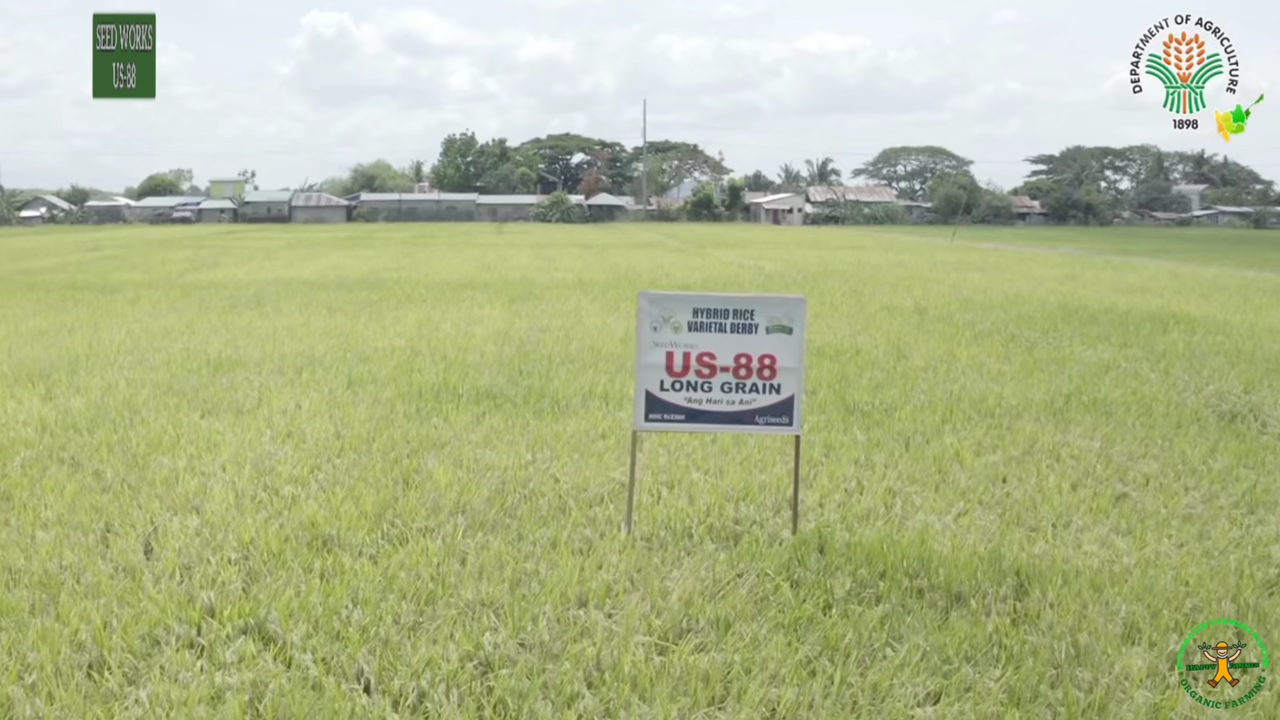 SEED WORKS
US-88
DEPARTMENT OF AGRICULTURE
1898
HYBRID RICE
VARIETAL DERBY
SEEDWORKS
US-88
LONG GRAIN
"Ang Hari sa Ani"
Agriseeds
ORGANIC FARMING